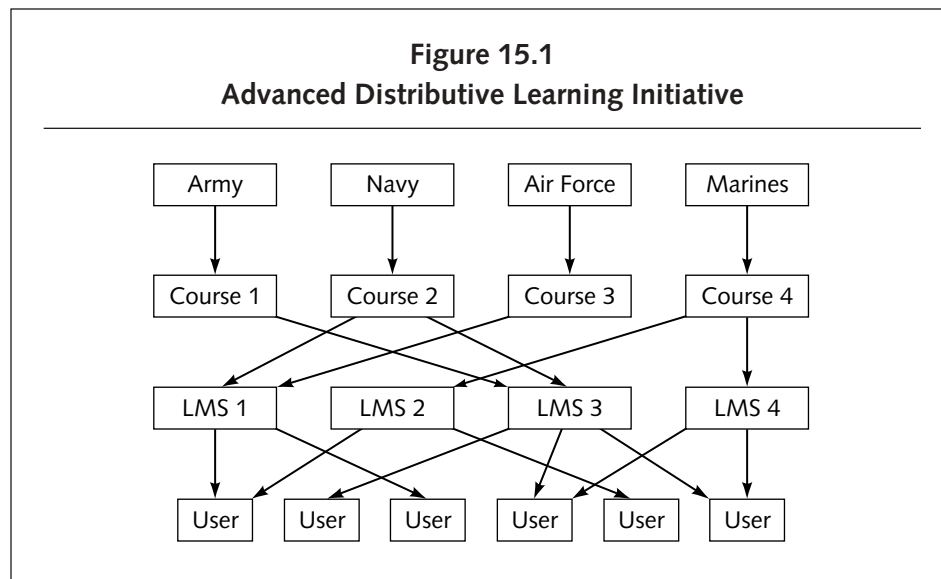 Figure 15.1
Advanced Distributive Learning Initiative
Army Navy Air Force Marines
Course 1 Course 2 Course 3 Course 4
LMS 1 LMS 2 LMS 3 LMS 4
User User User User User User